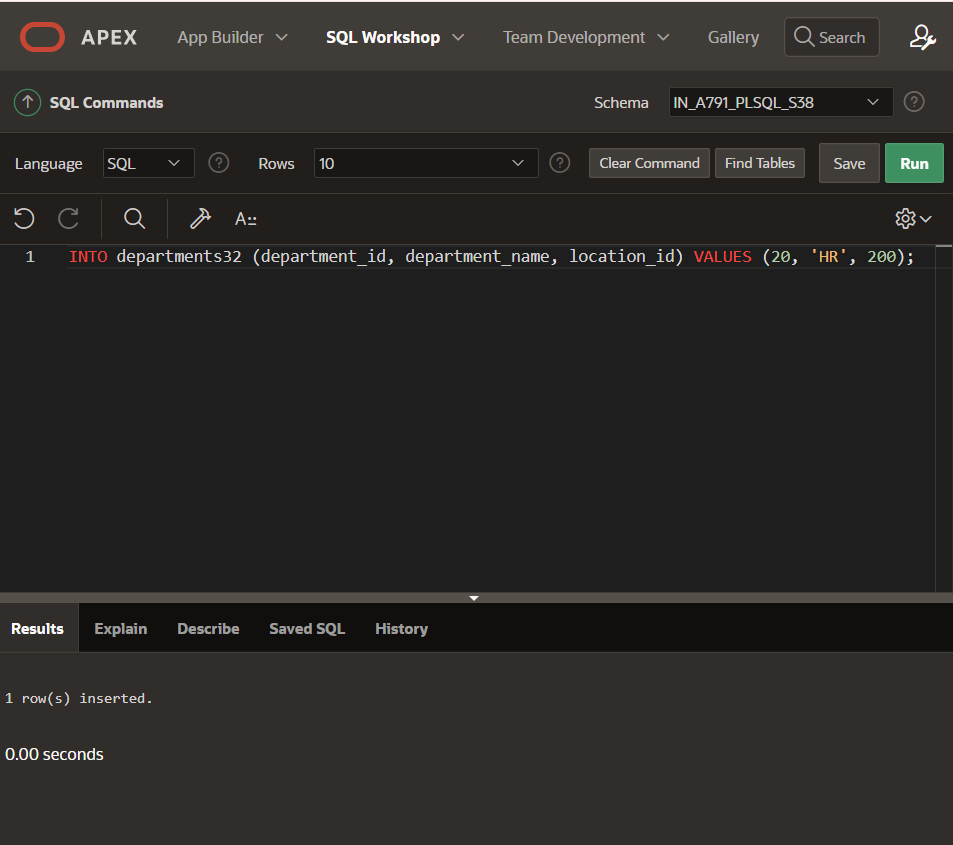 APEX App Builder SQL Workshop Team Development Gallery Search
SQL Commands Schema IN_A791_PLSQL_S38
Language SQL Rows 10 Clear Command Find Tables Save Run
A::
1 INTO departments32 (department_id, department_name, location_id) VALUES (20, 'HR', 200);
Results Explain Describe Saved SQL History
1 row(s) inserted.
0.00 seconds